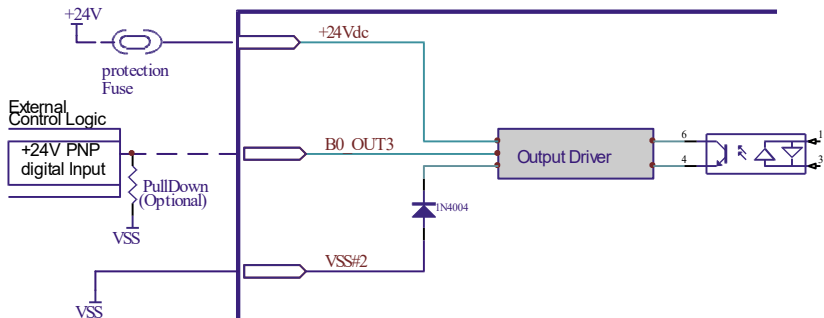 +24V
+24Vdc
protection
Fuse
External
Control Logic
+24V PNP
digital Input
B0_OUT3
PullDown
(Optional)
VSS
Output Driver
6
4
1
3
1N4004
VSS#2
VSS